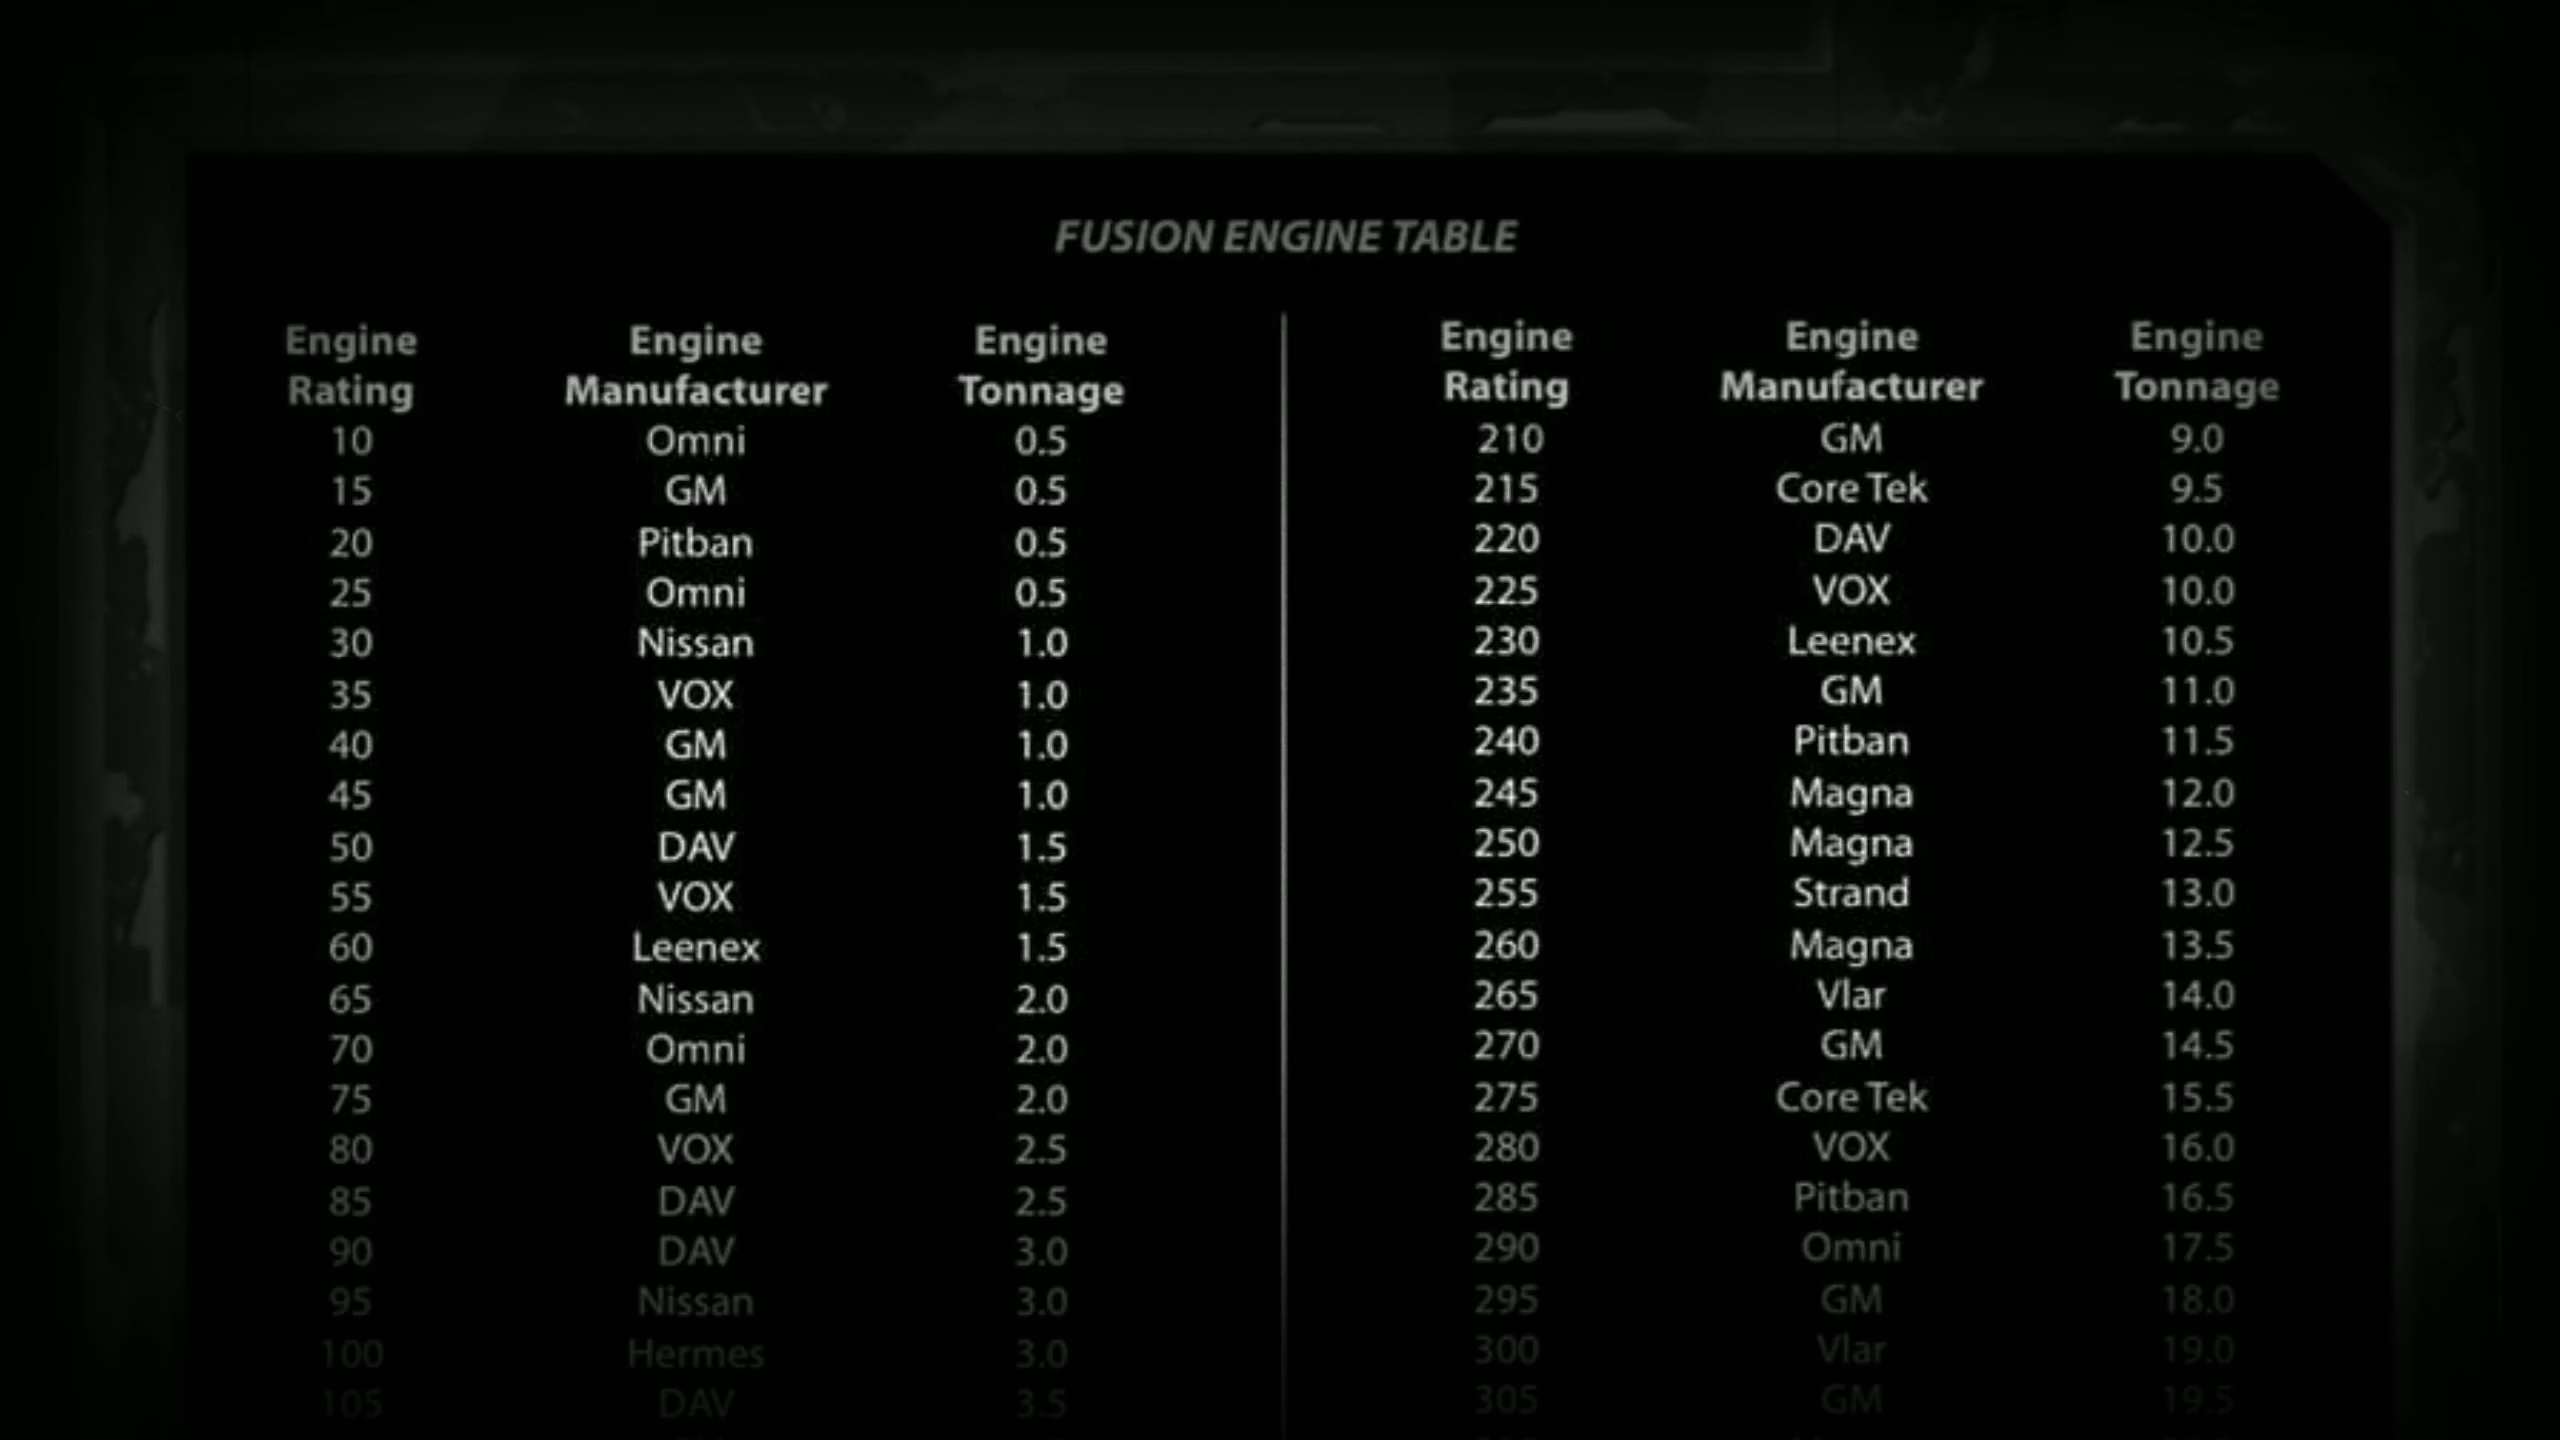 FUSION ENGINE TABLE
Engine Rating Engine Manufacturer Engine Tonnage
10 Omni 0.5
15 GM 0.5
20 Pitban 0.5
25 Omni 0.5
30 Nissan 1.0
35 VOX 1.0
40 GM 1.0
45 GM 1.0
50 DAV 1.5
55 VOX 1.5
60 Leenex 1.5
65 Nissan 2.0
70 Omni 2.0
75 GM 2.0
80 VOX 2.5
85 DAV 2.5
90 DAV 3.0
95 Nissan 3.0
100 Hermes 3.0
105 DAV 3.5
Engine Rating Engine Manufacturer Engine Tonnage
210 GM 9.0
215 Core Tek 9.5
220 DAV 10.0
225 VOX 10.0
230 Leenex 10.5
235 GM 11.0
240 Pitban 11.5
245 Magna 12.0
250 Magna 12.5
255 Strand 13.0
260 Magna 13.5
265 Vlar 14.0
270 GM 14.5
275 Core Tek 15.5
280 VOX 16.0
285 Pitban 16.5
290 Omni 17.5
295 GM 18.0
300 Vlar 19.0
305 GM 19.5